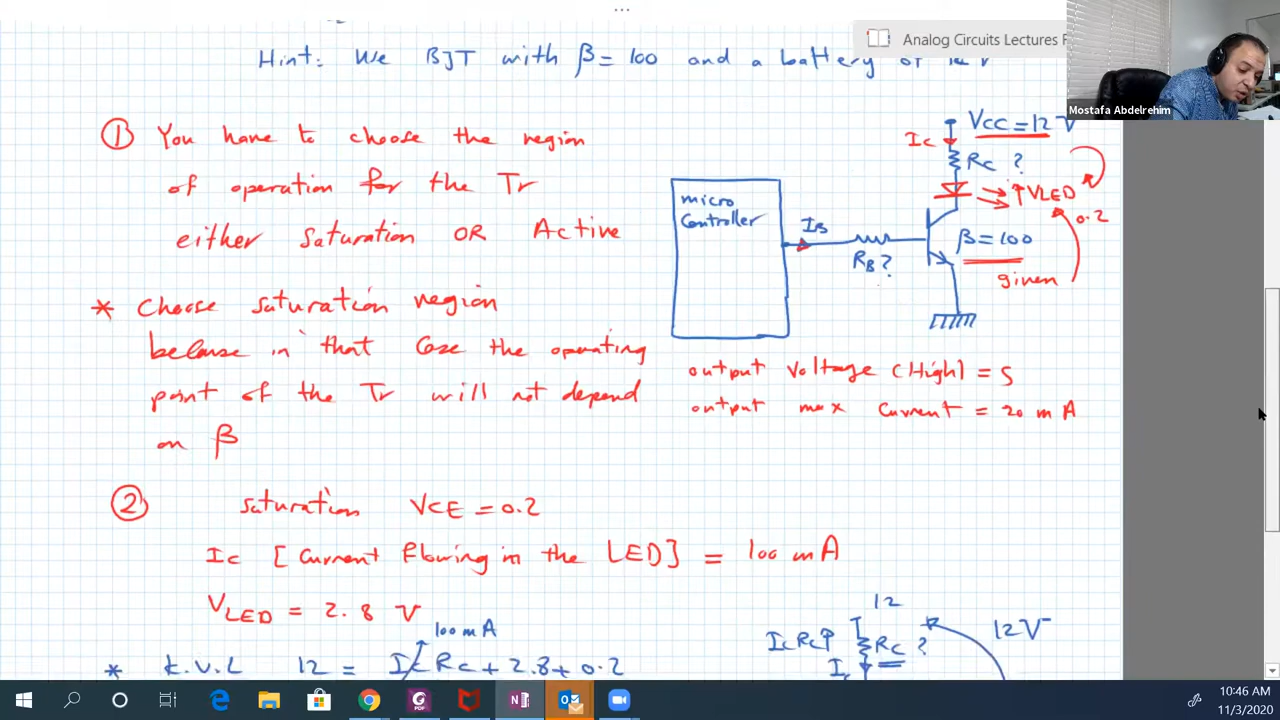 Hint: Use BJT with β = 100 and a battery of 12 V
Analog Circuits Lectures F
Mostafa Abdelrehim
① You have to choose the region
of operation for the Tr
either saturation OR Active
* Choose saturation region
because in that Case the operating
point of the Tr will not depend
on β
VCC = 12 V
Ic
Rc ?
VLED
0.2
micro
Controller
IB
RB ?
β = 100
given
output voltage (High) = 5
output max current = 20 mA
② saturation VCE = 0.2
Ic [Current flowing in the LED] = 100 mA
VLED = 2.8 V
100 mA
* K.V.L 12 = Ic Rc + 2.8 + 0.2
12
Ic Rc
Rc ?
12V
10:46 AM
11/3/2020